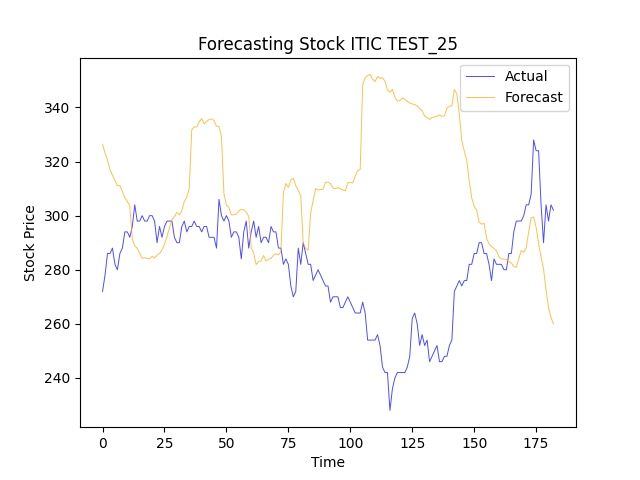 Forecasting Stock ITIC TEST_25
Actual
Forecast
340
320
300
280
260
240
Stock Price
0 25 50 75 100 125 150 175
Time